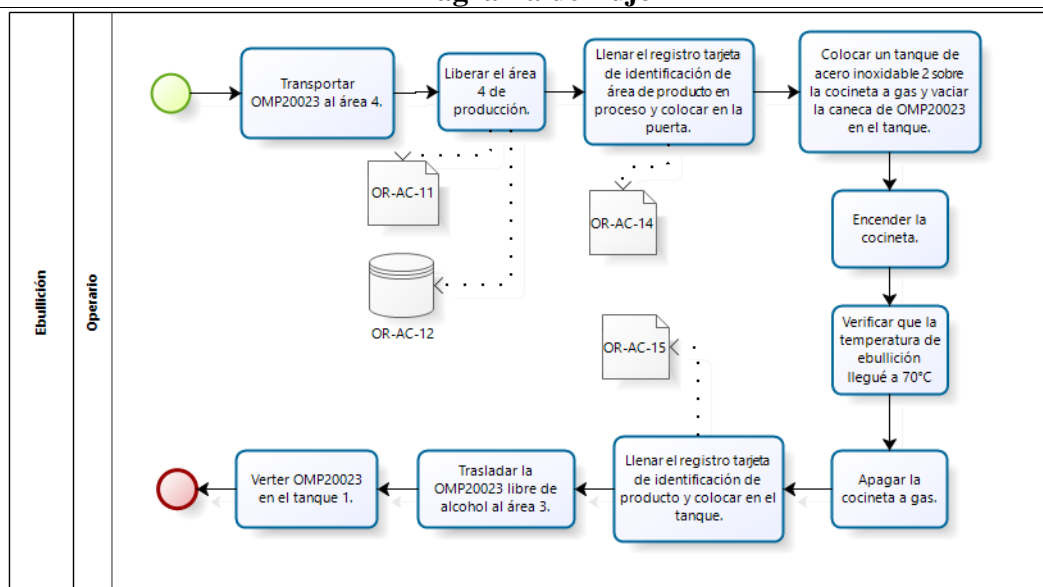 Ebullición
Operario
Transportar
OMP20023 al área 4.
Liberar el área
4 de
producción.
Llenar el registro tarjeta
de identificación de
área de producto en
proceso y colocar en la
puerta.
Colocar un tanque de
acero inoxidable 2 sobre
la cocineta a gas y vaciar
la caneca de OMP20023
en el tanque.
OR-AC-11
OR-AC-12
OR-AC-14
Encender la
cocineta.
Verificar que la
temperatura de
ebullición
llegué a 70°C
Apagar la
cocineta a gas.
OR-AC-15
Llenar el registro tarjeta
de identificación de
producto y colocar en el
tanque.
Trasladar la
OMP20023 libre de
alcohol al área 3.
Verter OMP20023
en el tanque 1.